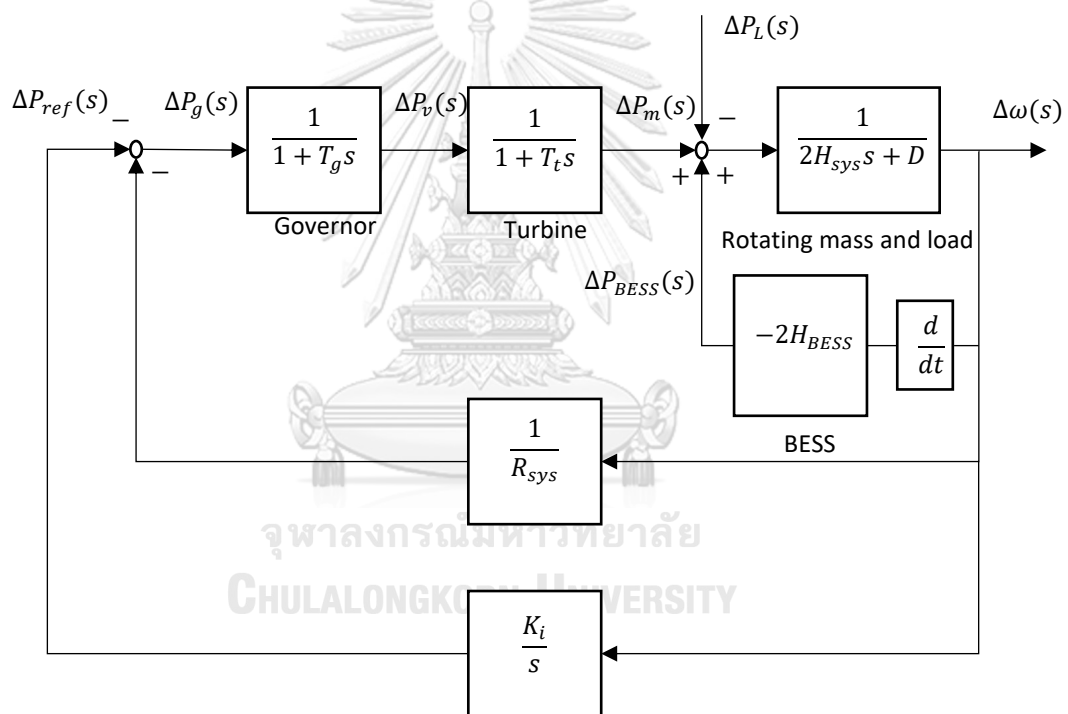 ΔP_L(s)
ΔP_ref(s)
−
ΔP_g(s)
1
1 + T_g s
Governor
ΔP_v(s)
1
1 + T_t s
Turbine
ΔP_m(s)
−
+
+
1
2H_sys s + D
Rotating mass and load
Δω(s)
−
ΔP_BESS(s)
−2H_BESS
BESS
d
dt
1
R_sys
จุฬาลงกรณ์มหาวิทยาลัย
CHULALONGKORN UNIVERSITY
K_i
s